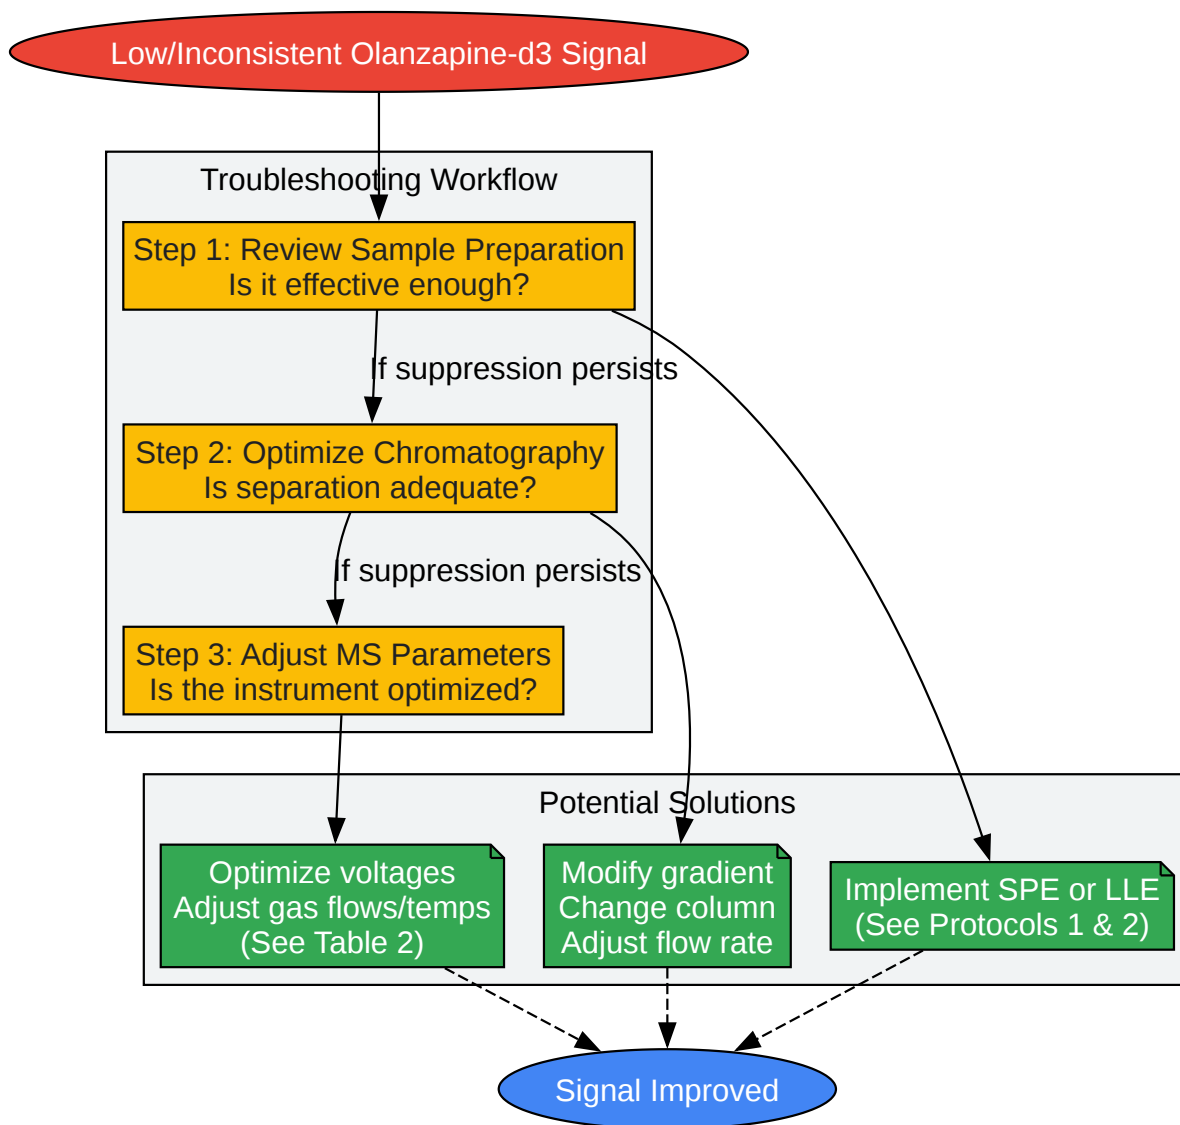 Low/Inconsistent Olanzapine-d3 Signal
Troubleshooting Workflow
Step 1: Review Sample Preparation
Is it effective enough?
If suppression persists
Step 2: Optimize Chromatography
Is separation adequate?
If suppression persists
Step 3: Adjust MS Parameters
Is the instrument optimized?
Potential Solutions
Optimize voltages
Adjust gas flows/temps
(See Table 2)
Modify gradient
Change column
Adjust flow rate
Implement SPE or LLE
(See Protocols 1 & 2)
Signal Improved